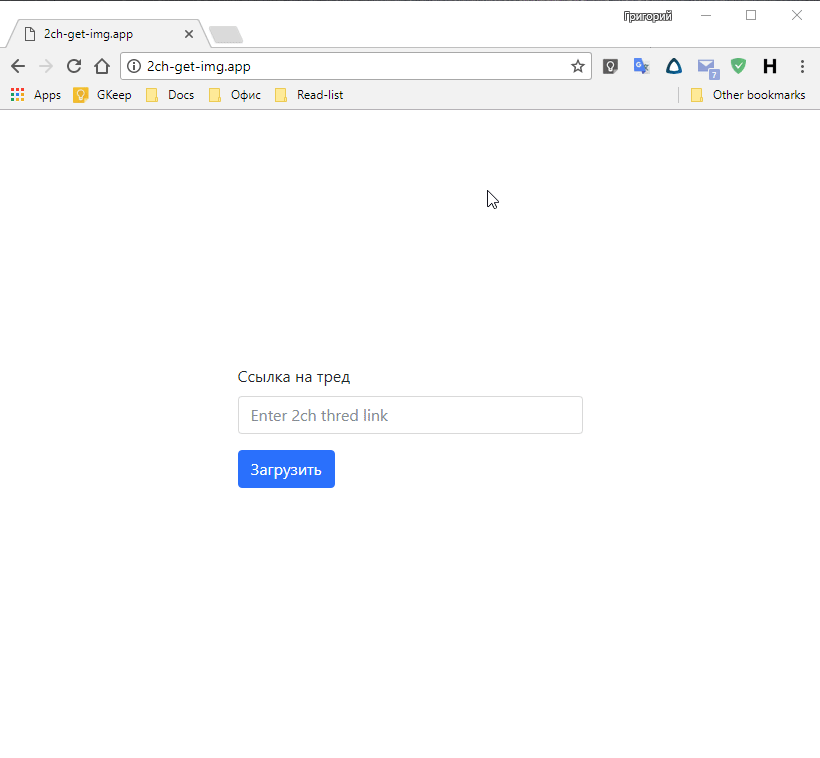 Григорий
2ch-get-img.app
2ch-get-img.app
7
H
Apps GKeep Docs Офис Read-list Other bookmarks
Ссылка на тред
Enter 2ch thred link
Загрузить